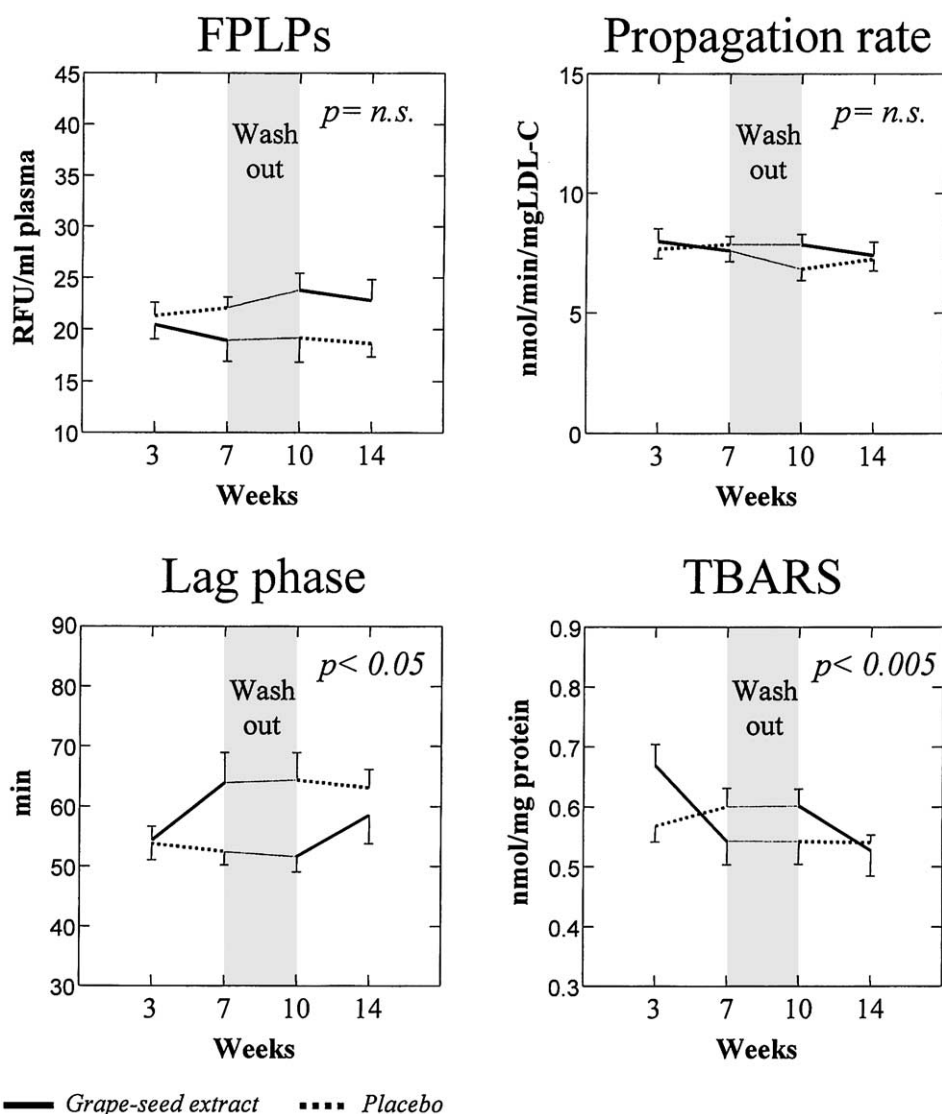 FPLPs
45
40
35
30
25
20
15
10
RFU/ml plasma
Wash
out
p= n.s.
3 7 10 14
Weeks
Propagation rate
15
10
5
0
nmol/min/mgLDL-C
Wash
out
p= n.s.
3 7 10 14
Weeks
Lag phase
90
80
70
60
50
40
30
min
Wash
out
p< 0.05
3 7 10 14
Weeks
TBARS
0.9
0.8
0.7
0.6
0.5
0.4
0.3
nmol/mg protein
Wash
out
p< 0.005
3 7 10 14
Weeks
Grape-seed extract Placebo